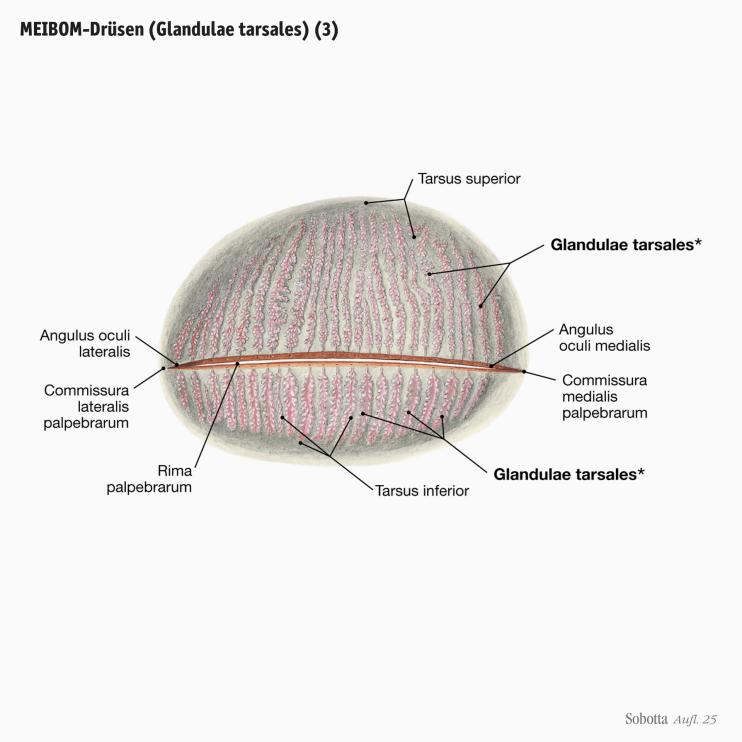 MEIBOM-Drüsen (Glandulae tarsales) (3)
Tarsus superior
Glandulae tarsales*
Angulus oculi
lateralis
Angulus
oculi medialis
Commissura
lateralis
palpebrarum
Commissura
medialis
palpebrarum
Rima
palpebrarum
Glandulae tarsales*
Tarsus inferior
Sobotta Aufl. 25